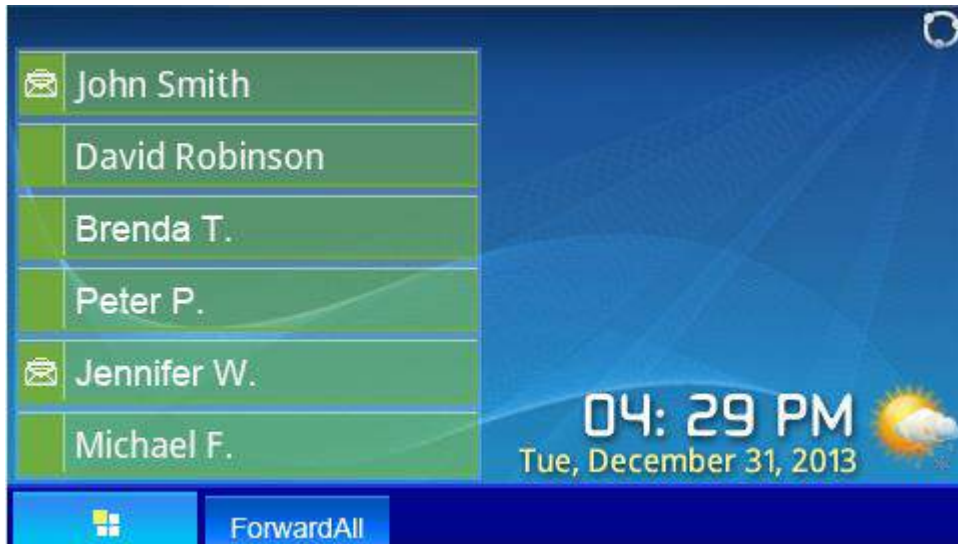 John Smith
David Robinson
Brenda T.
Peter P.
Jennifer W.
Michael F.
04: 29 PM
Tue, December 31, 2013
ForwardAll